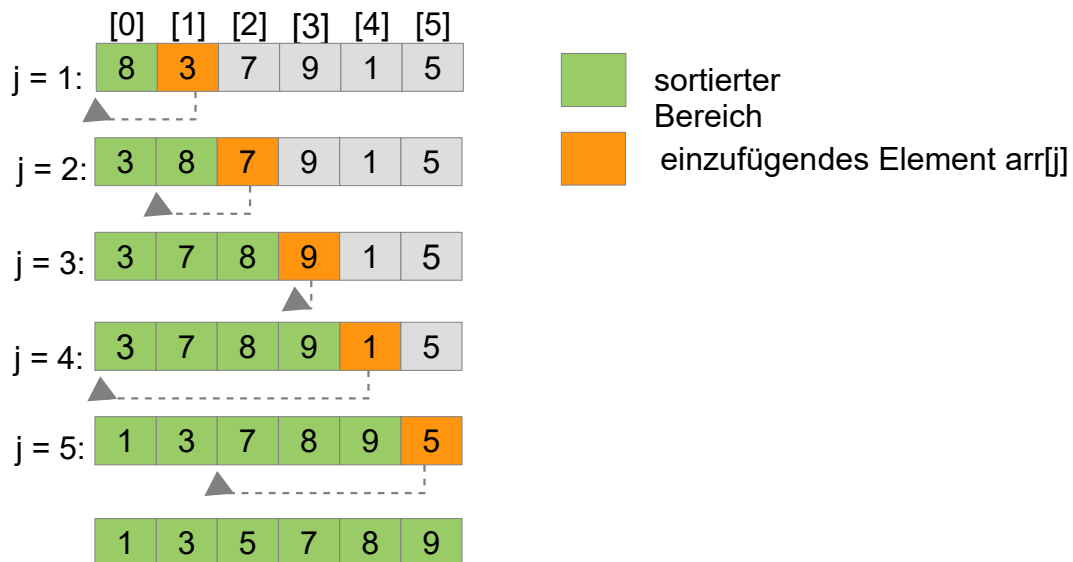 [0] [1] [2] [3] [4] [5]
j = 1: 8 3 7 9 1 5
j = 2: 3 8 7 9 1 5
j = 3: 3 7 8 9 1 5
j = 4: 3 7 8 9 1 5
j = 5: 1 3 7 8 9 5
1 3 5 7 8 9
sortierter
Bereich
einzufügendes Element arr[j]